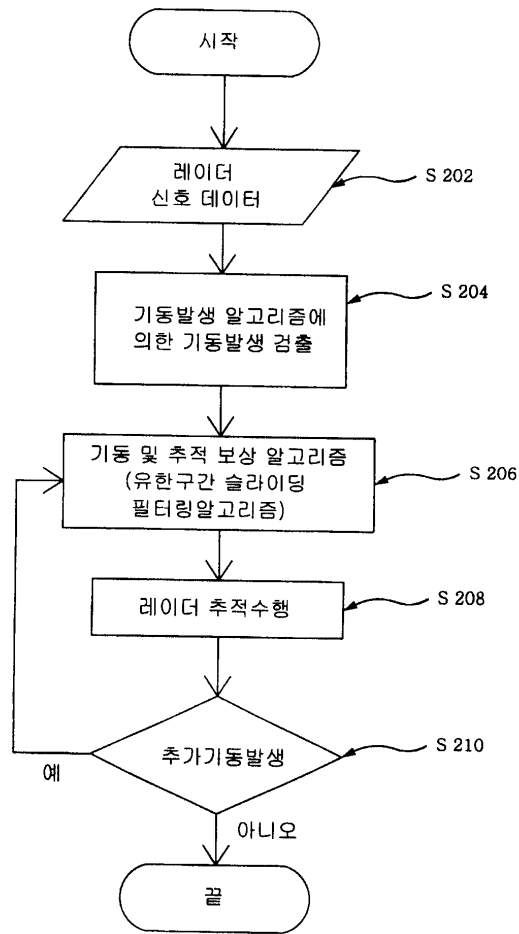 시작
레이더
신호 데이터
S 202
기동발생 알고리즘에
의한 기동발생 검출
S 204
기동 및 추적 보상 알고리즘
(유한구간 슬라이딩
필터링알고리즘)
S 206
레이더 추적수행
S 208
추가기동발생
S 210
예
아니오
끝